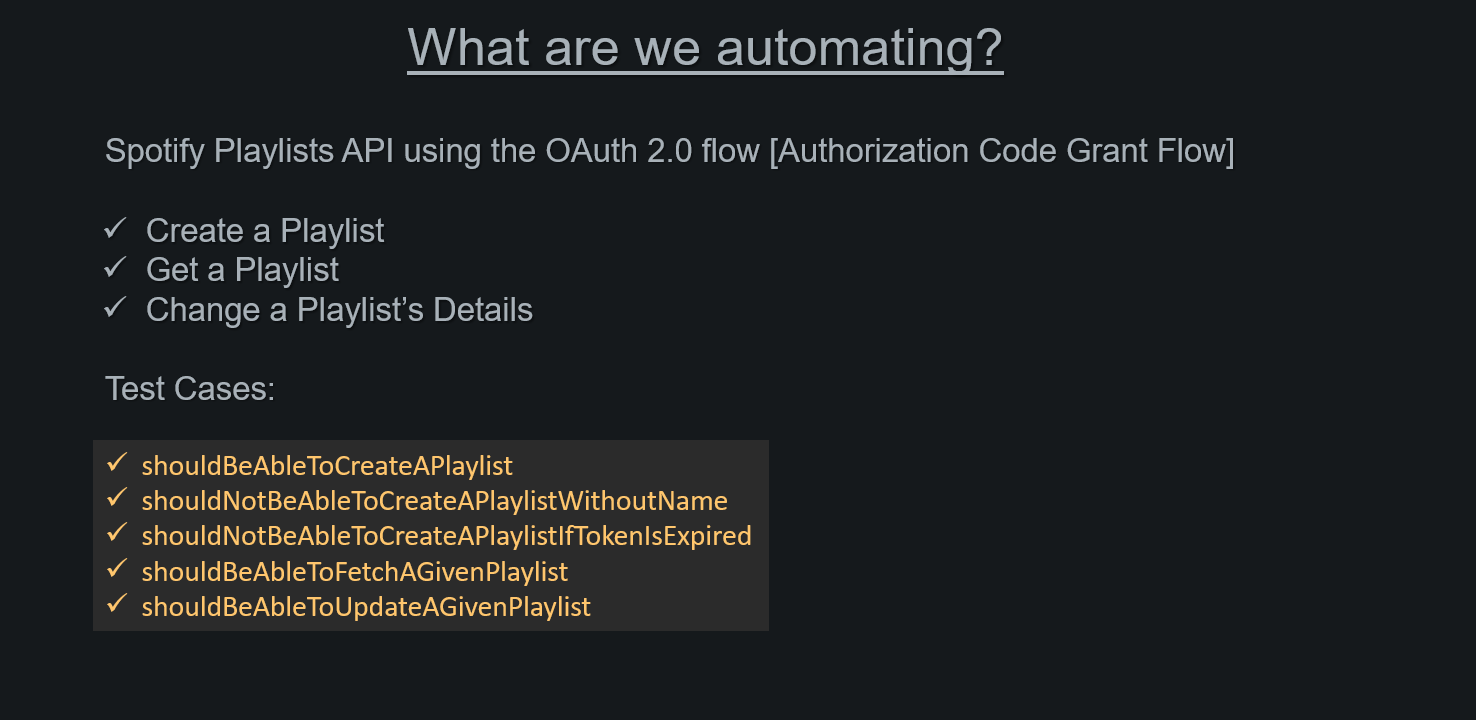 What are we automating?
Spotify Playlists API using the OAuth 2.0 flow [Authorization Code Grant Flow]
✓ Create a Playlist
✓ Get a Playlist
✓ Change a Playlist’s Details
Test Cases:
✓ shouldBeAbleToCreateAPlaylist
✓ shouldNotBeAbleToCreateAPlaylistWithoutName
✓ shouldNotBeAbleToCreateAPlaylistIfTokenIsExpired
✓ shouldBeAbleToFetchAGivenPlaylist
✓ shouldBeAbleToUpdateAGivenPlaylist